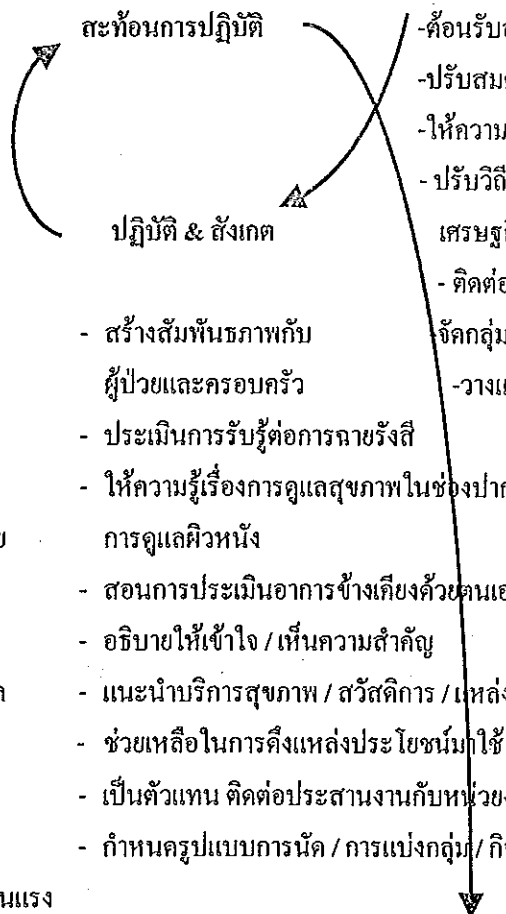 สะท้อนการปฏิบัติ
-ต้อนรับ
-ปรับสม
-ให้ความ
- ปรับวิถี
ปฏิบัติ & สังเกต
เศรษฐ
- ติดต่อ
- สร้างสัมพันธภาพกับ
จัดกลุ่ม
ผู้ป่วยและครอบครัว
-วาง
- ประเมินการรับรู้ต่อการฉายรังสี
- ให้ความรู้เรื่องการดูแลสุขภาพในช่องปาก
การดูแลผิวหนัง
- สอนการประเมินอาการข้างเคียงด้วยตนเอ
- อธิบายให้เข้าใจ / เห็นความสำคัญ
- แนะนำบริการสุขภาพ / สวัสดิการ / แหล่ง
- ช่วยเหลือในการดึงแหล่งประโยชน์มาใช้
- เป็นตัวแทน ติดต่อประสานงานกับหน่วย
- กำหนดรูปแบบการนัด / การแบ่งกลุ่ม / กิจ
นแรง